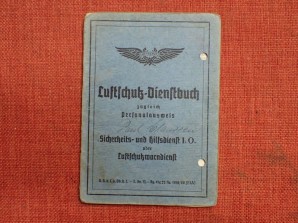 Luftschutz-Dienstbuch
zugleich
Personalausweis
Sicherheits- und Hilfsdienst I.O.
oder
Luftschutzwarndienst